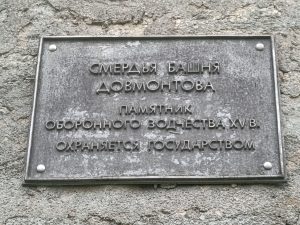 СМЕРДЬЯ БАШНЯ
ДОВМОНТОВА
ПАМЯТНИК
ОБОРОННОГО ЗОДЧЕСТВА XV В.
ОХРАНЯЕТСЯ ГОСУДАРСТВОМ